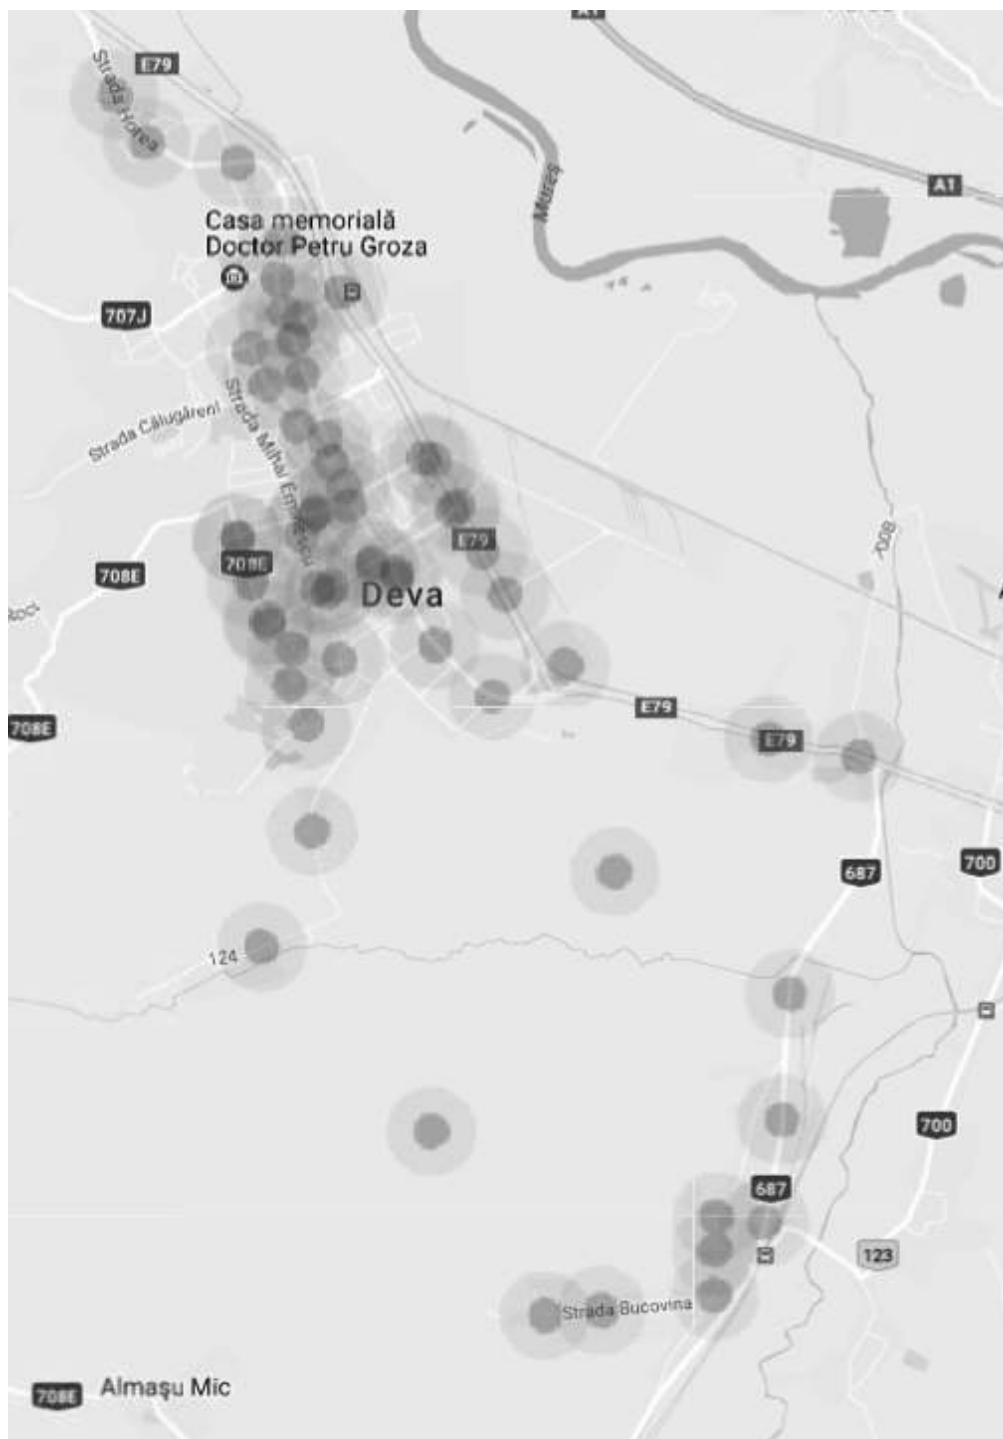 A1
E79
Strada Horea
A1
Mureș
Casa memorială
Doctor Petru Groza
707J
Strada Călugăreni
Strada Mihai Eminescu
E79
708E
708E
Deva
E79
708E
E79
687
700
124
700
687
123
Strada Bucovina
Almașu Mic
708E